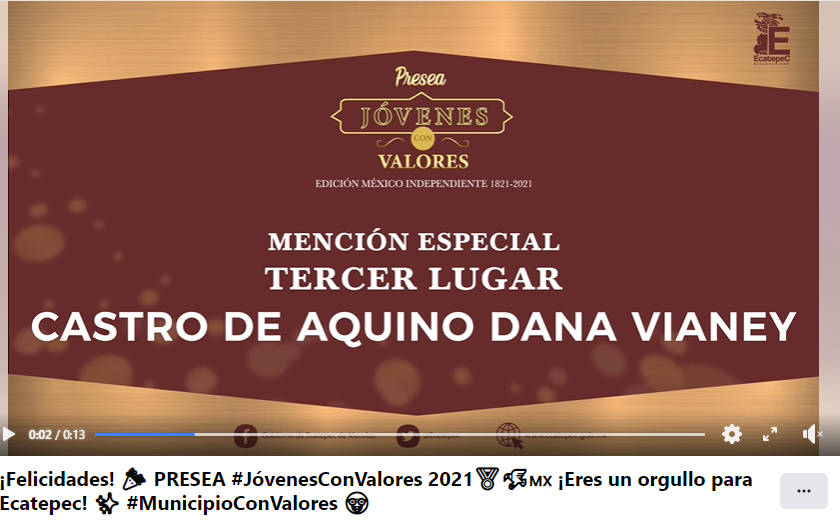 EcatepeC
Presea
JÓVENES
CON
VALORES
EDICIÓN MÉXICO INDEPENDIENTE 1821-2021
MENCIÓN ESPECIAL
TERCER LUGAR
CASTRO DE AQUINO DANA VIANEY
0:02 / 0:13
Gobierno de Ecatepec de Morelos @Ecatepec www.ecatepec.gob.mx
¡Felicidades! 🎉 PRESEA #JóvenesConValores 2021🏅🇲🇽 ¡Eres un orgullo para
Ecatepec! ✨ #MunicipioConValores 🤓